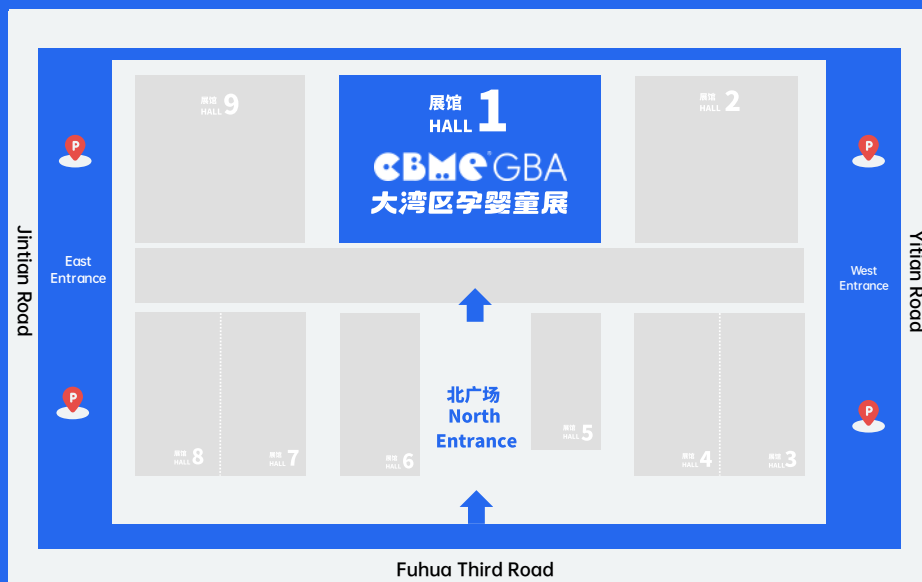 展馆
HALL 9
展馆
HALL 1
展馆
HALL 2
CBME GBA
大湾区孕婴童展
P
P
Jintian Road
East
Entrance
West
Entrance
Yitian Road
P
P
北广场
North
Entrance
展馆
HALL 8
展馆
HALL 7
展馆
HALL 6
展馆
HALL 5
展馆
HALL 4
展馆
HALL 3
Fuhua Third Road